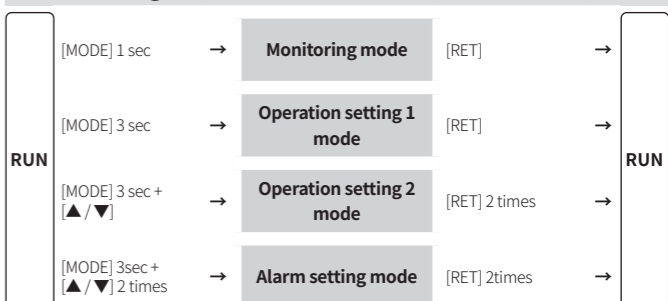 [MODE] 1 sec → Monitoring mode [RET] →
[MODE] 3 sec → Operation setting 1
mode [RET] →
RUN
RUN
[MODE] 3 sec +
[▲ / ▼] → Operation setting 2
mode [RET] 2 times →
[MODE] 3sec +
[▲ / ▼] 2 times → Alarm setting mode [RET] 2times →